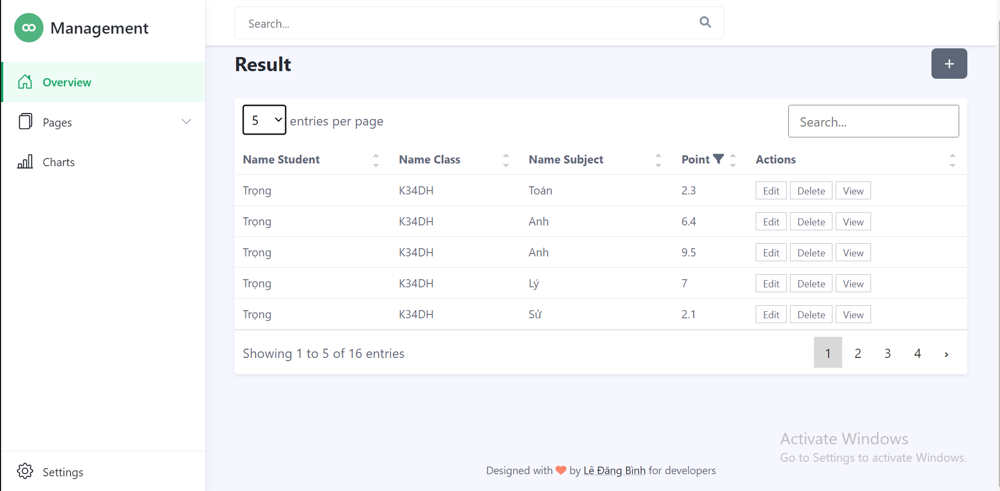 Management
Search...
Overview
Pages
Charts
Settings
Result
+
5 entries per page
Search...
Name Student Name Class Name Subject Point Actions
Trọng K34DH Toán 2.3 Edit Delete View
Trọng K34DH Anh 6.4 Edit Delete View
Trọng K34DH Anh 9.5 Edit Delete View
Trọng K34DH Lý 7 Edit Delete View
Trọng K34DH Sử 2.1 Edit Delete View
Showing 1 to 5 of 16 entries 1 2 3 4 ›
Activate Windows
Go to Settings to activate Windows.
Designed with by Lê Đăng Bình for developers